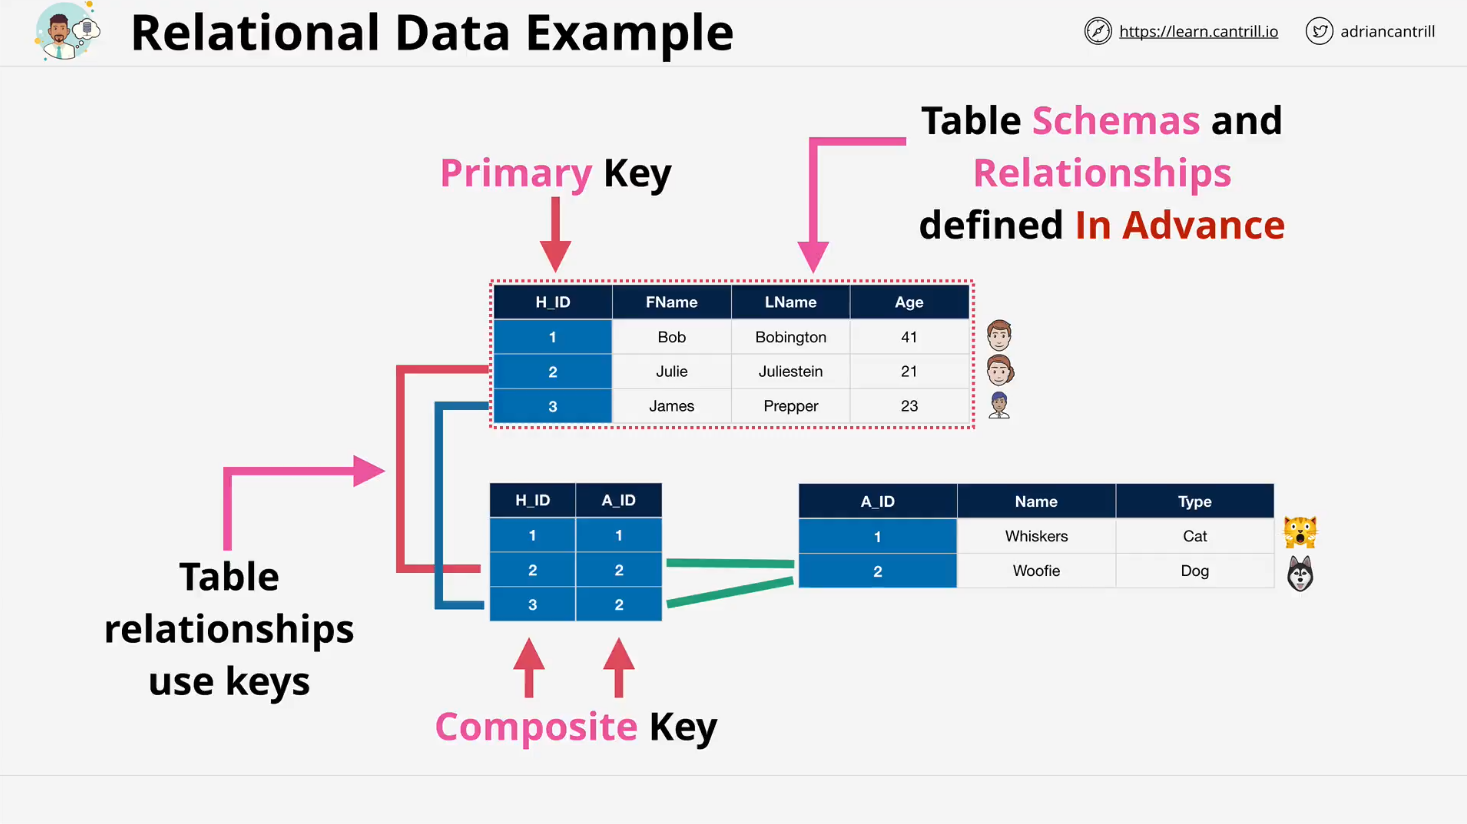 Relational Data Example
https://learn.cantrill.io
adriancantrill
Table Schemas and
Relationships
defined In Advance
Primary Key
H_ID FName LName Age
1 Bob Bobington 41
2 Julie Juliestein 21
3 James Prepper 23
H_ID A_ID
1 1
2 2
3 2
A_ID Name Type
1 Whiskers Cat
2 Woofie Dog
Table
relationships
use keys
Composite Key